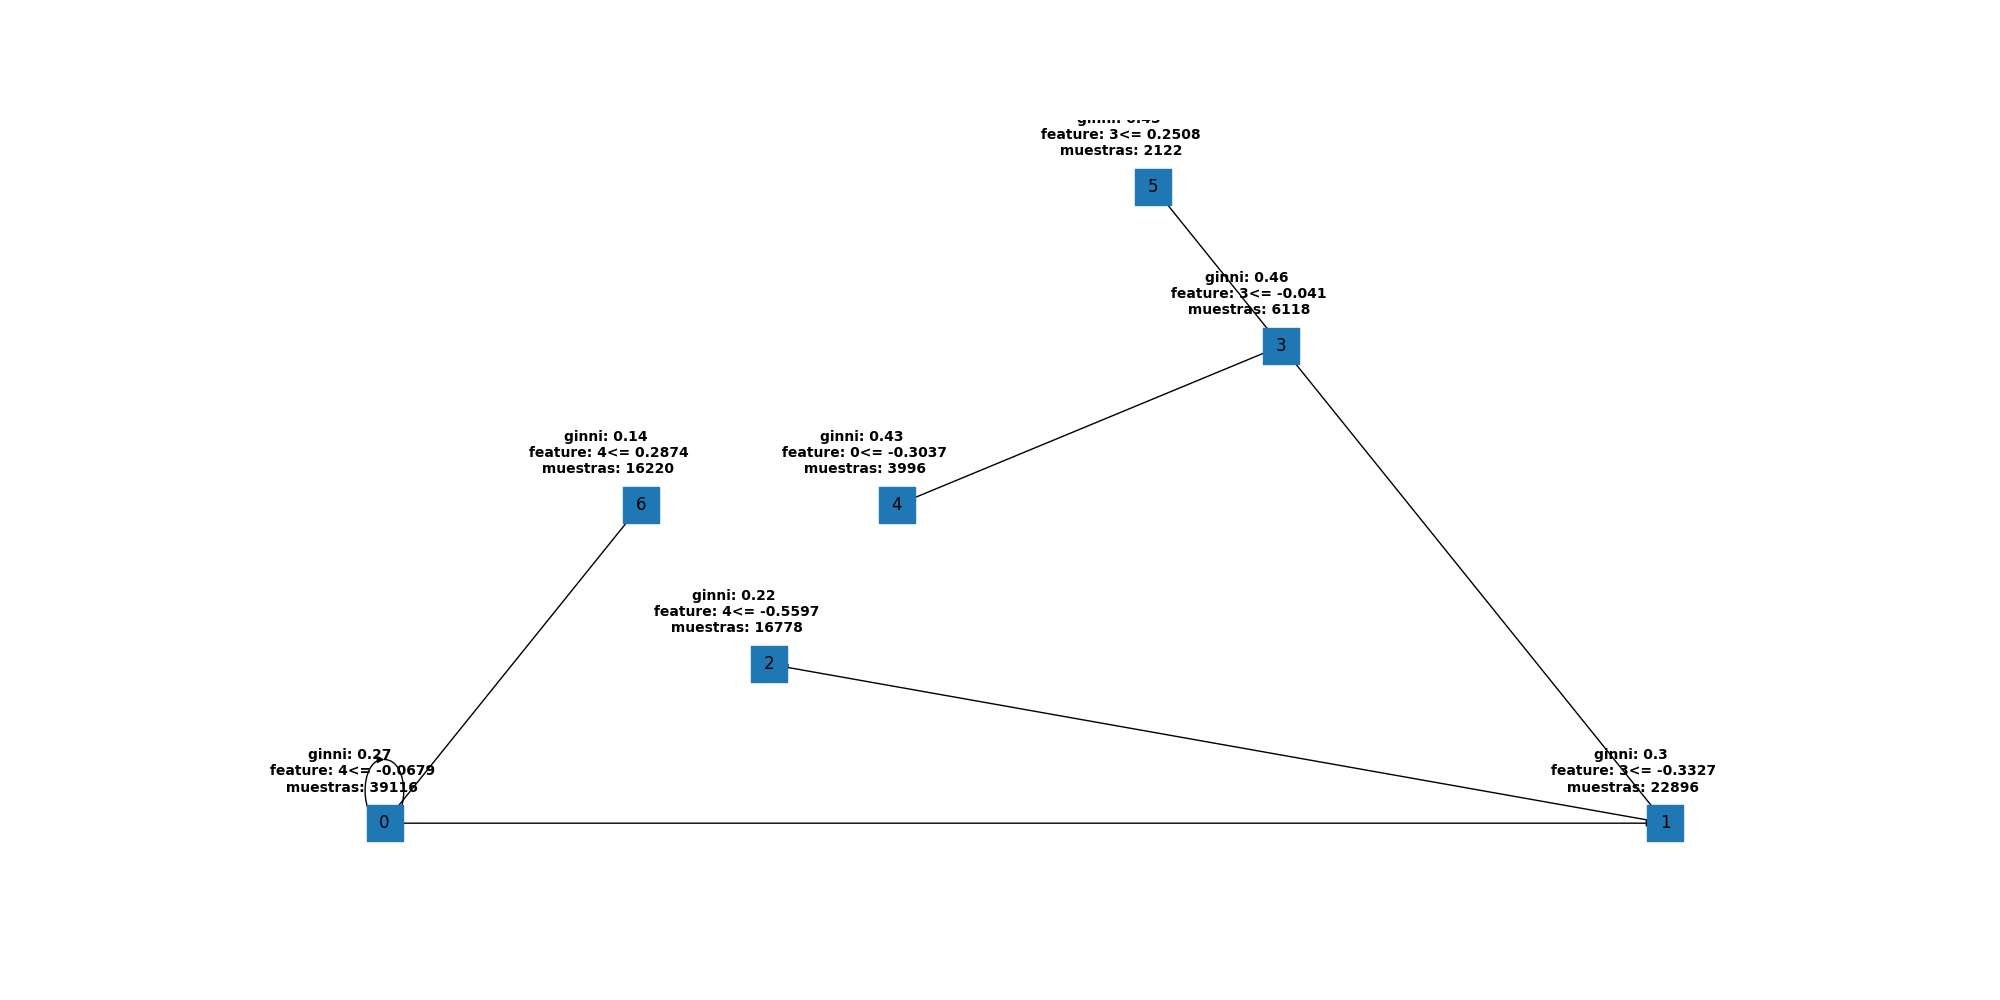 feature: 3<= 0.2508
muestras: 2122
5
ginni: 0.46
feature: 3<= -0.041
muestras: 6118
3
ginni: 0.14
feature: 4<= 0.2874
muestras: 16220
6
ginni: 0.43
feature: 0<= -0.3037
muestras: 3996
4
ginni: 0.22
feature: 4<= -0.5597
muestras: 16778
2
ginni: 0.27
feature: 4<= -0.0679
muestras: 39116
0
ginni: 0.3
feature: 3<= -0.3327
muestras: 22896
1